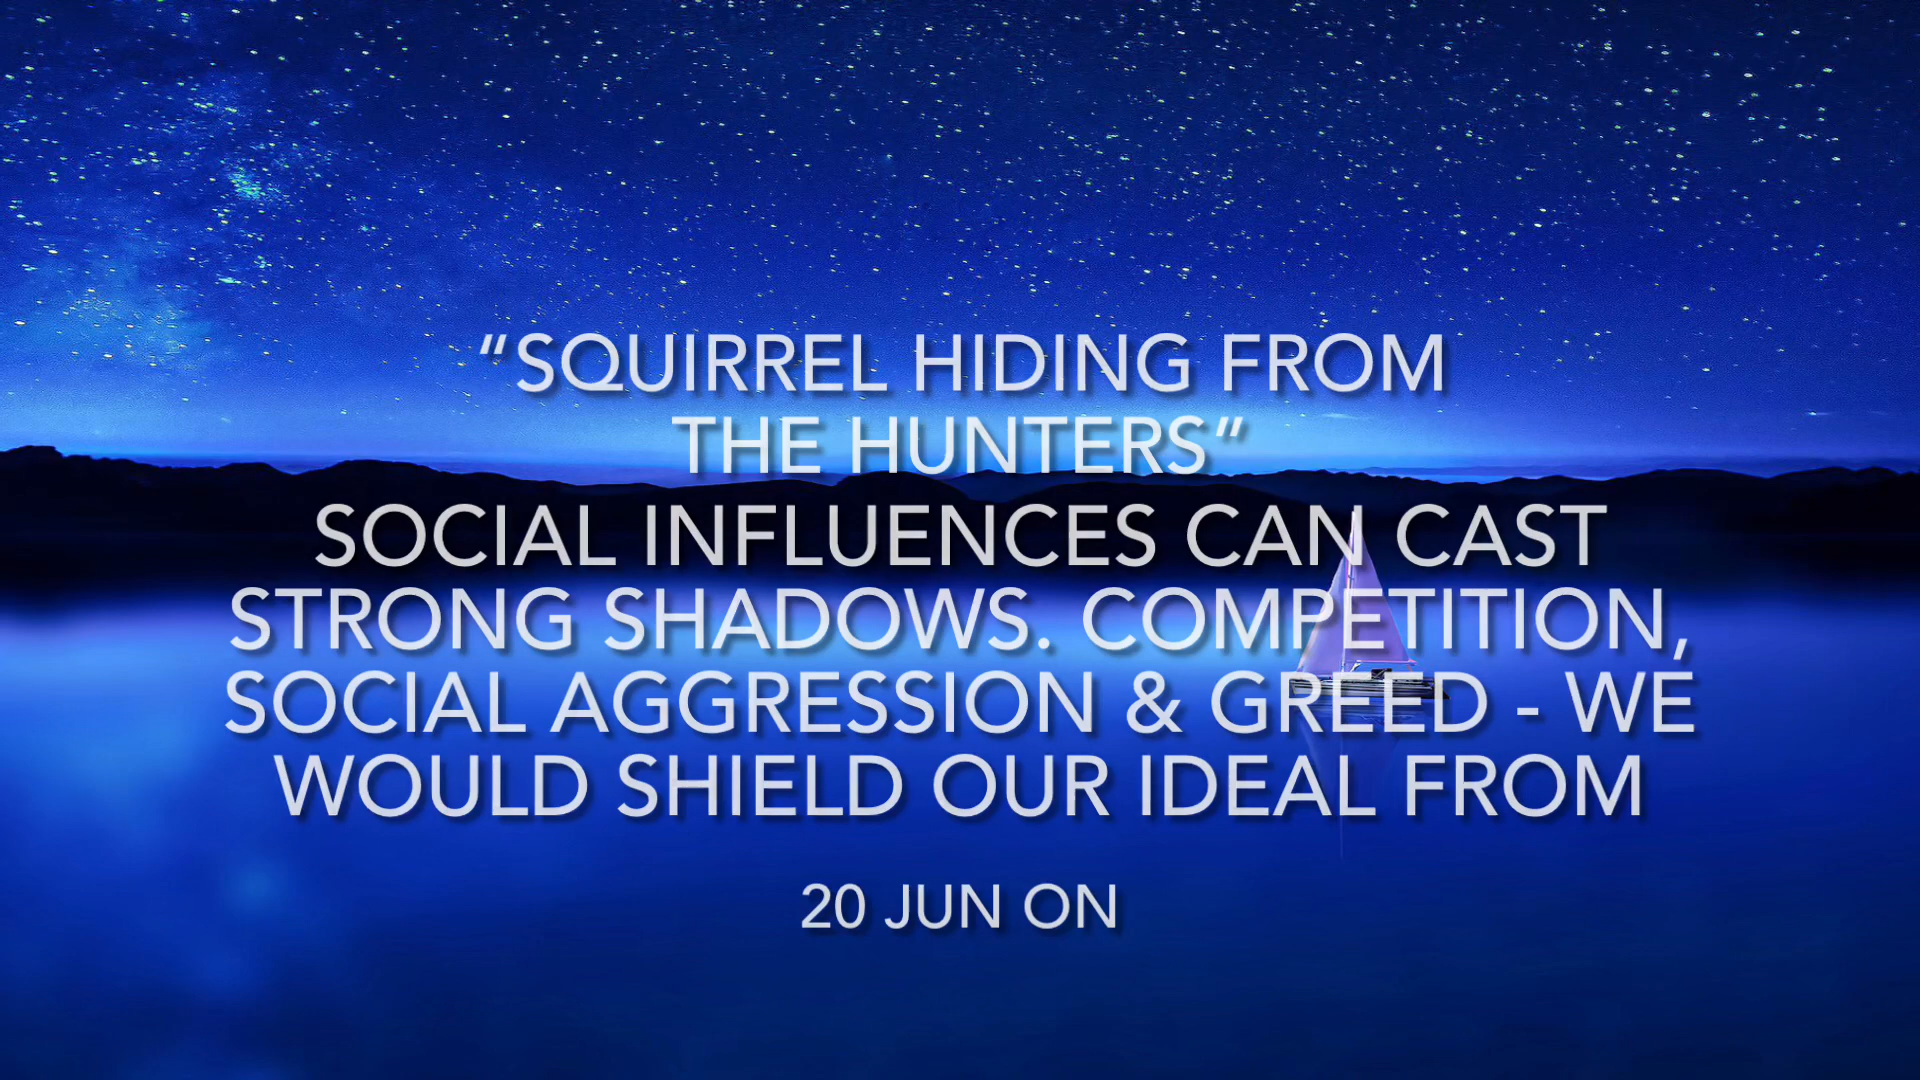 “SQUIRREL HIDING FROM
THE HUNTERS”
SOCIAL INFLUENCES CAN CAST
STRONG SHADOWS. COMPETITION,
SOCIAL AGGRESSION & GREED - WE
WOULD SHIELD OUR IDEAL FROM
20 JUN ON